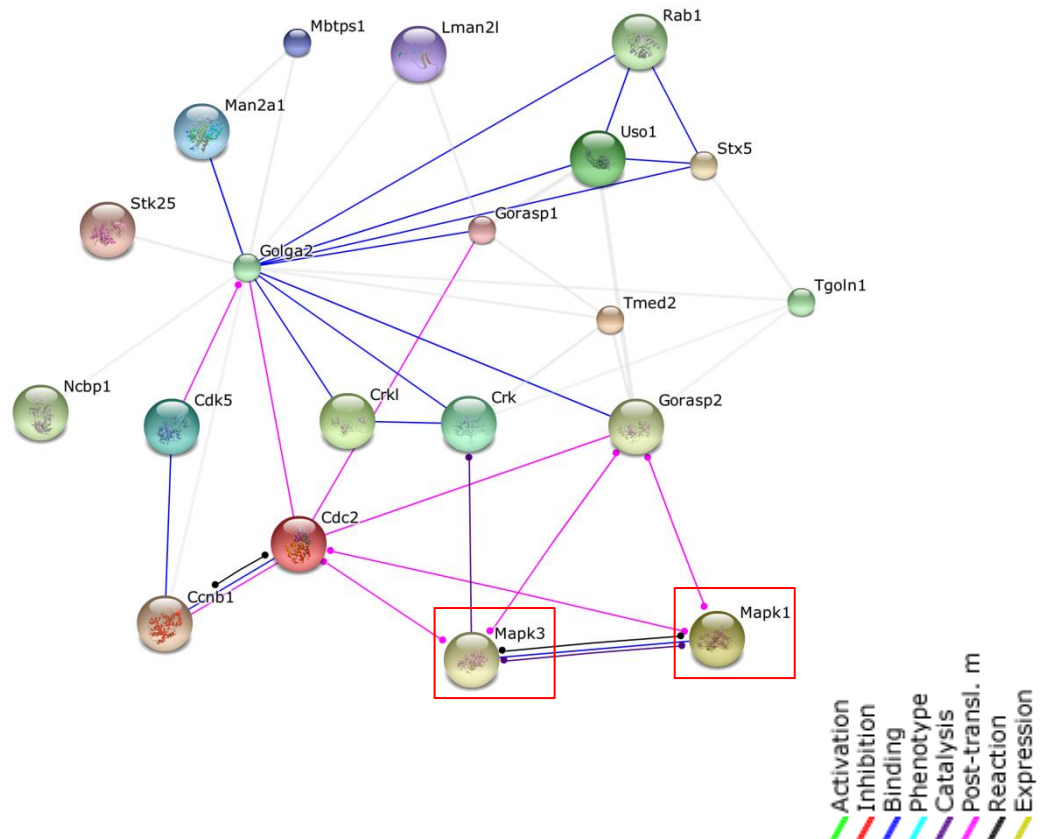 Mbtps1
Lman2l
Rab1
Man2a1
Uso1
Stx5
Stk25
Gorasp1
Golga2
Tgoln1
Tmed2
Ncbp1
Cdk5
Crkl
Crk
Gorasp2
Cdc2
Ccnb1
Mapk3
Mapk1
Activation
Inhibition
Binding
Phenotype
Catalysis
Post-transl. m
Reaction
Expression